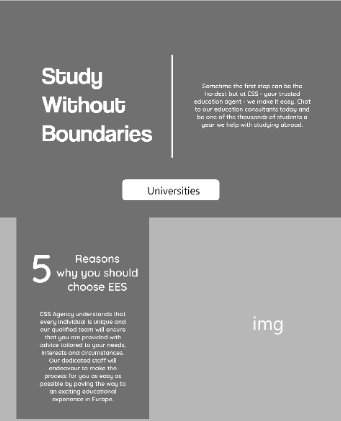 Study
Without
Boundaries
Sometime the first step can be the
hardest but at ESS - your trusted
education agent - we make it easy. Chat
to our education consultants today and
be one of the thousands of students a
year we help with studying abroad.
Universities
5
Reasons
why you should
choose EES
ESS Agency understands that
every individual is unique and
our qualified team will ensure
that you are provided with
advice tailored to your needs,
interests and circumstances.
Our dedicated staff will
endeavour to make the
process for you as easy as
possible by paving the way to
an exciting educational
experience in Europe.
img